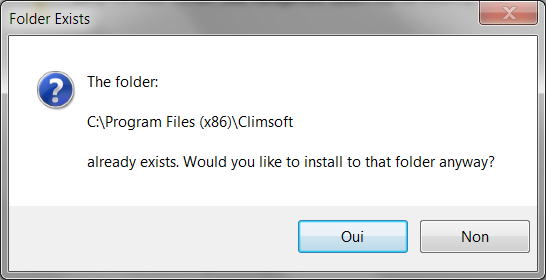 Folder Exists
The folder:
C:\Program Files (x86)\Climsoft
already exists. Would you like to install to that folder anyway?
Oui
Non